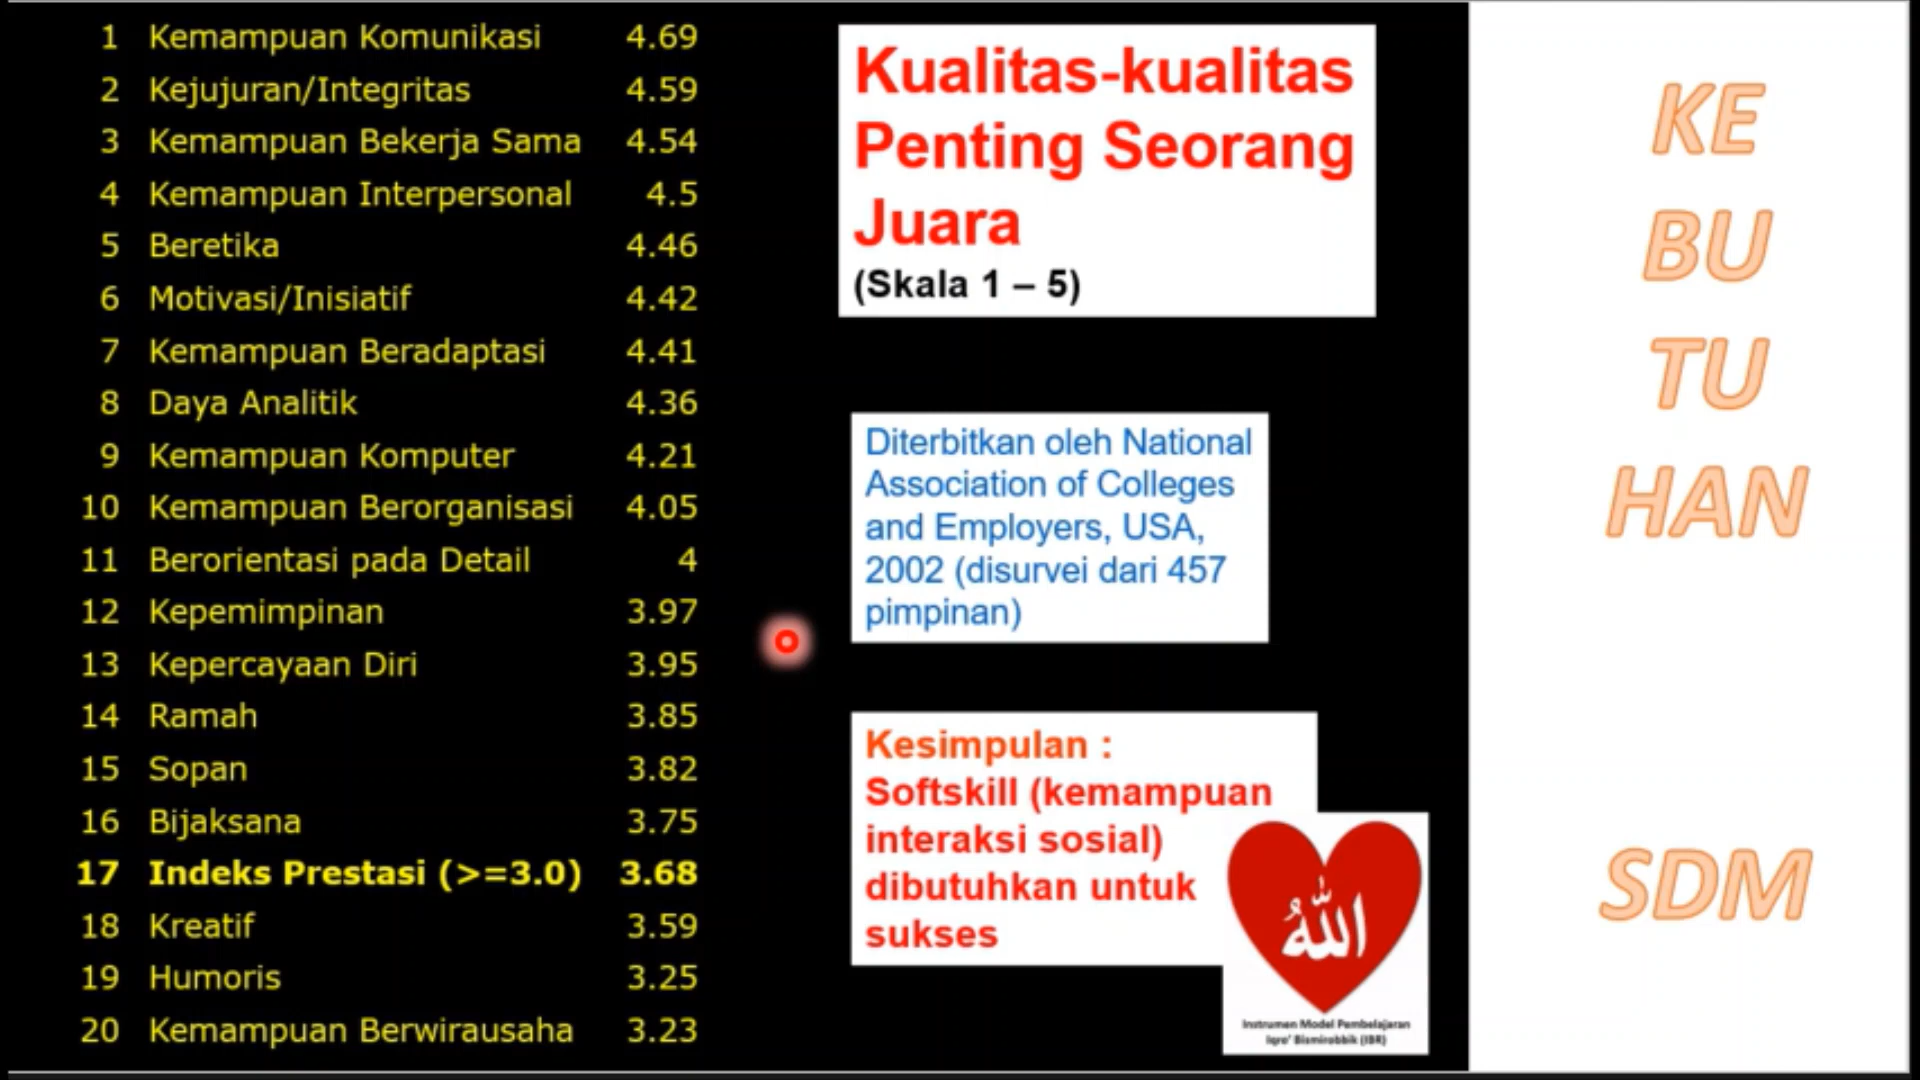 1 Kemampuan Komunikasi 4.69
2 Kejujuran/Integritas 4.59
3 Kemampuan Bekerja Sama 4.54
4 Kemampuan Interpersonal 4.5
5 Beretika 4.46
6 Motivasi/Inisiatif 4.42
7 Kemampuan Beradaptasi 4.41
8 Daya Analitik 4.36
9 Kemampuan Komputer 4.21
10 Kemampuan Berorganisasi 4.05
11 Berorientasi pada Detail 4
12 Kepemimpinan 3.97
13 Kepercayaan Diri 3.95
14 Ramah 3.85
15 Sopan 3.82
16 Bijaksana 3.75
17 Indeks Prestasi (>=3.0) 3.68
18 Kreatif 3.59
19 Humoris 3.25
20 Kemampuan Berwirausaha 3.23
Kualitas-kualitas
Penting Seorang
Juara
(Skala 1 – 5)
Diterbitkan oleh National
Association of Colleges
and Employers, USA,
2002 (disurvei dari 457
pimpinan)
Kesimpulan :
Softskill (kemampuan
interaksi sosial)
dibutuhkan untuk
sukses
الله
Instrumen Model Pembelajaran
Iqro' Bismirobbik (IBR)
KE
BU
TU
HAN
SDM